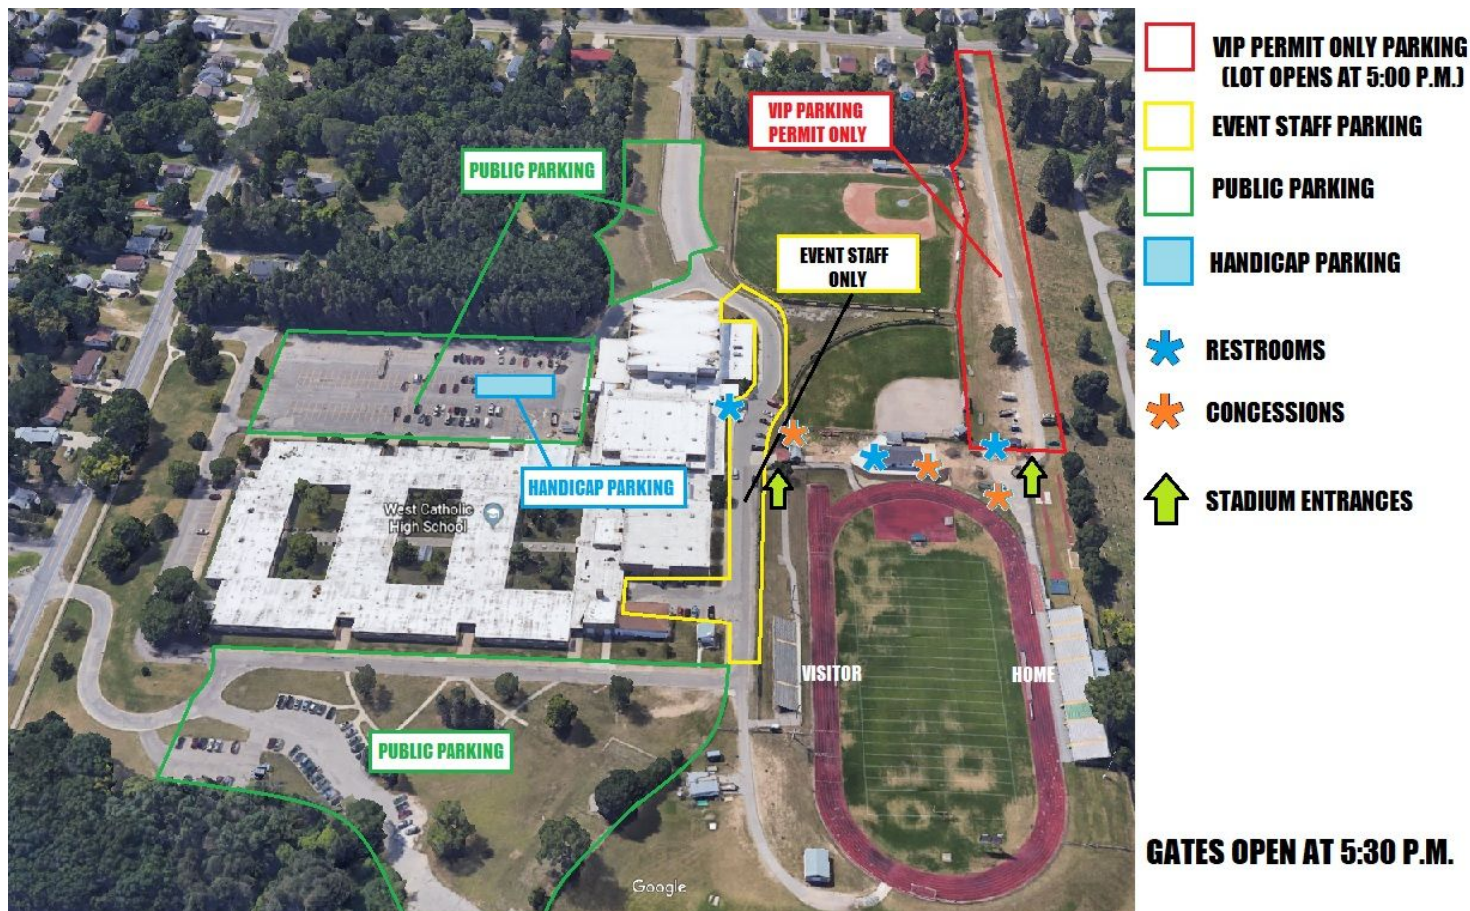 VIP PERMIT ONLY PARKING
(LOT OPENS AT 5:00 P.M.)
EVENT STAFF PARKING
PUBLIC PARKING
HANDICAP PARKING
RESTROOMS
CONCESSIONS
STADIUM ENTRANCES
GATES OPEN AT 5:30 P.M.
VIP PARKING
PERMIT ONLY
PUBLIC PARKING
EVENT STAFF
ONLY
HANDICAP PARKING
West Catholic
High School
VISITOR
HOME
PUBLIC PARKING
Google